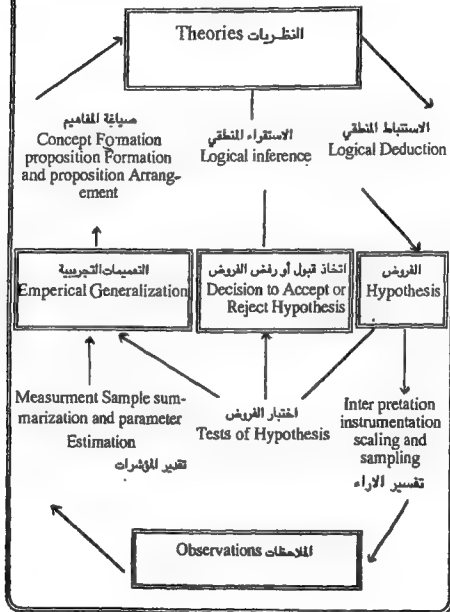 النظريات Theories
صياغة المفاهيم
Concept Formation
proposition Formation
and proposition Arrang-
ement
الاستقراء المنطقي
Logical inference
الاستنباط المنطقي
Logical Deduction
التعميمات التجريبية
Emperical Generalization
اتخاذ قبول أو رفض الفروض
Decision to Accept or
Reject Hypothesis
الفروض
Hypothesis
Measurment Sample sum-
marization and parameter
Estimation
تقدير المؤشرات
اختبار الفروض
Tests of Hypothesis
Inter pretation
instrumentation
scaling and
sampling
تفسير الاراء
الملاحظات Observations